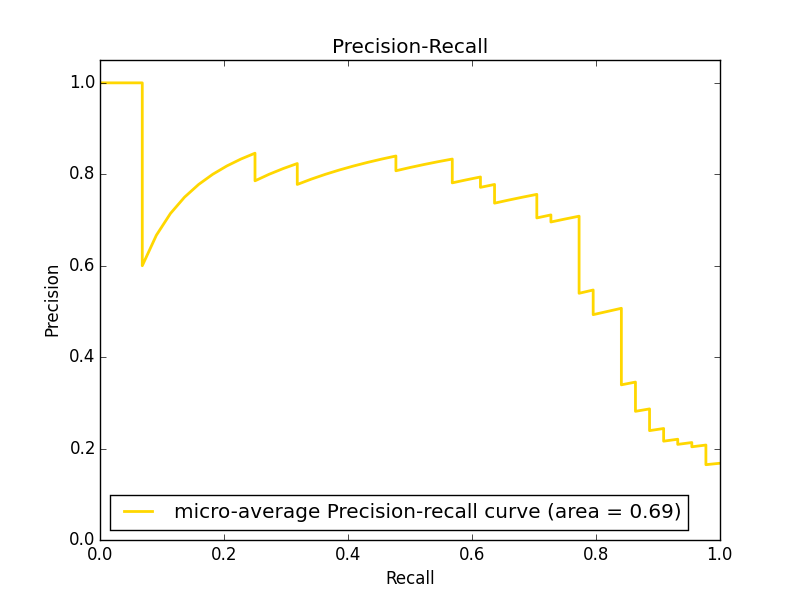 Precision-Recall
1.0
0.8
0.6
0.4
0.2
0.0
Precision
micro-average Precision-recall curve (area = 0.69)
0.0 0.2 0.4 0.6 0.8 1.0
Recall